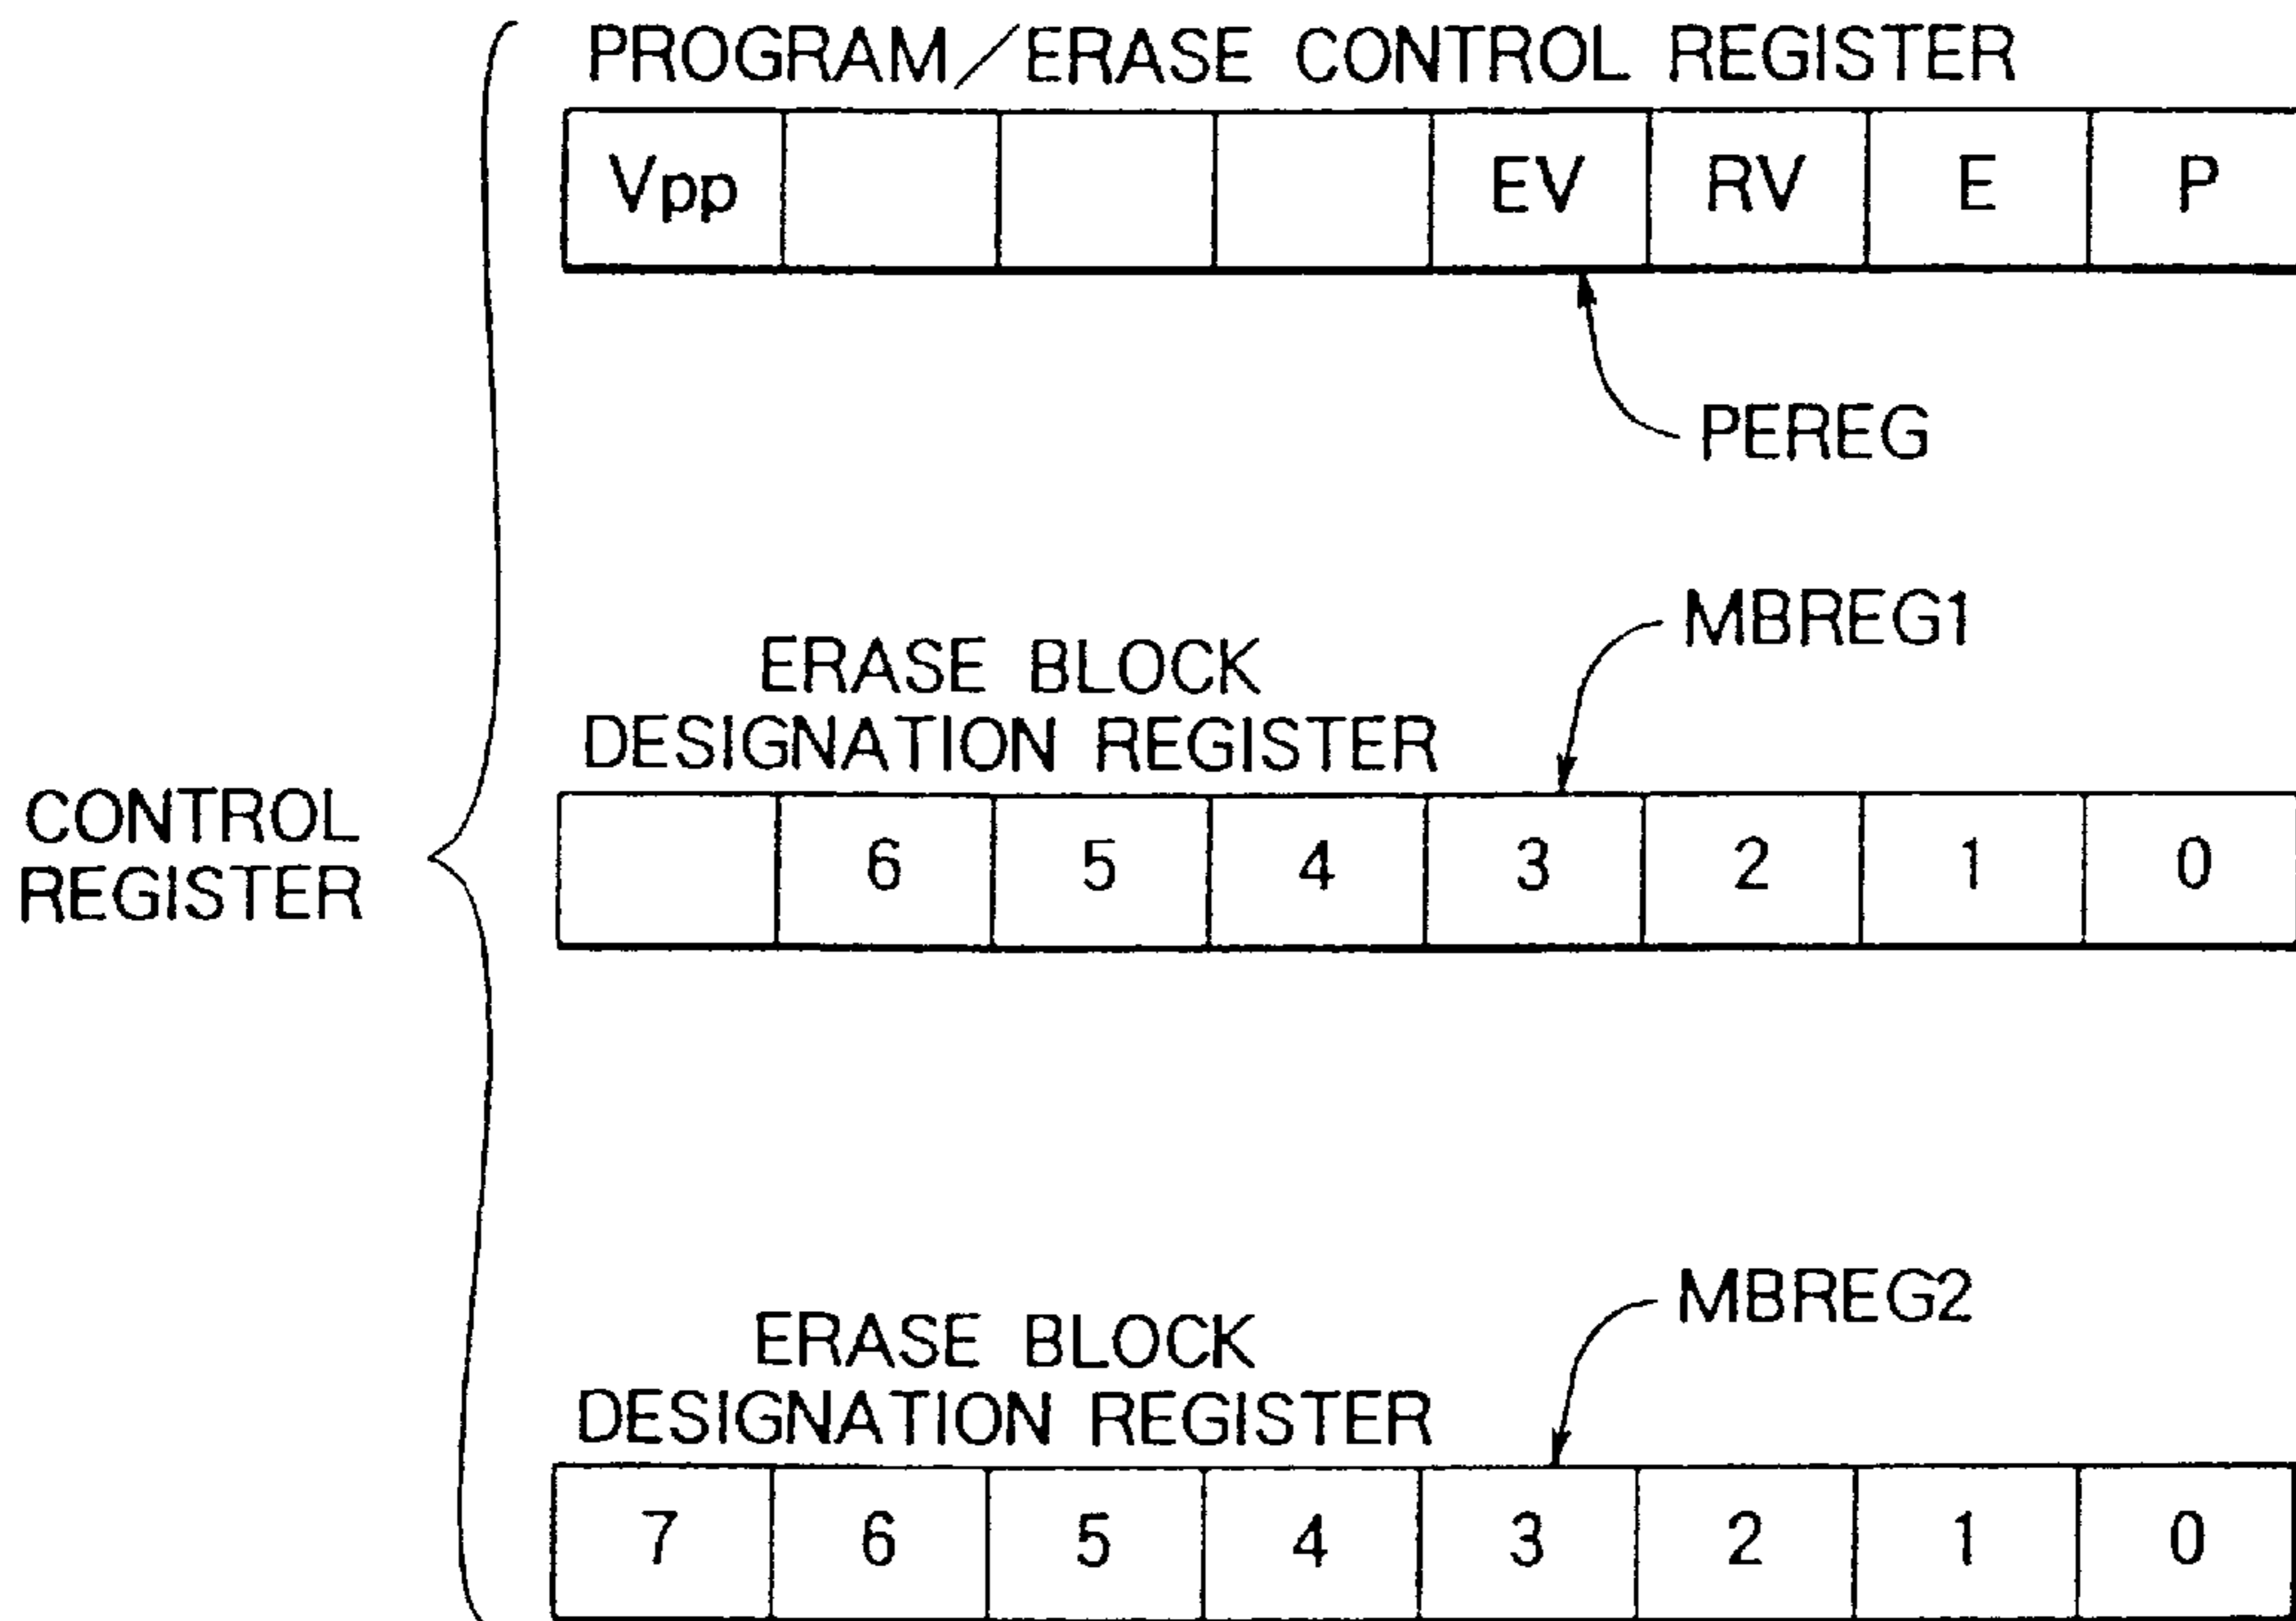 PROGRAM/ERASE CONTROL REGISTER
Vpp EV RV E P
PEREG
MBREG1
ERASE BLOCK
DESIGNATION REGISTER
CONTROL
REGISTER
6 5 4 3 2 1 0
MBREG2
ERASE BLOCK
DESIGNATION REGISTER
7 6 5 4 3 2 1 0